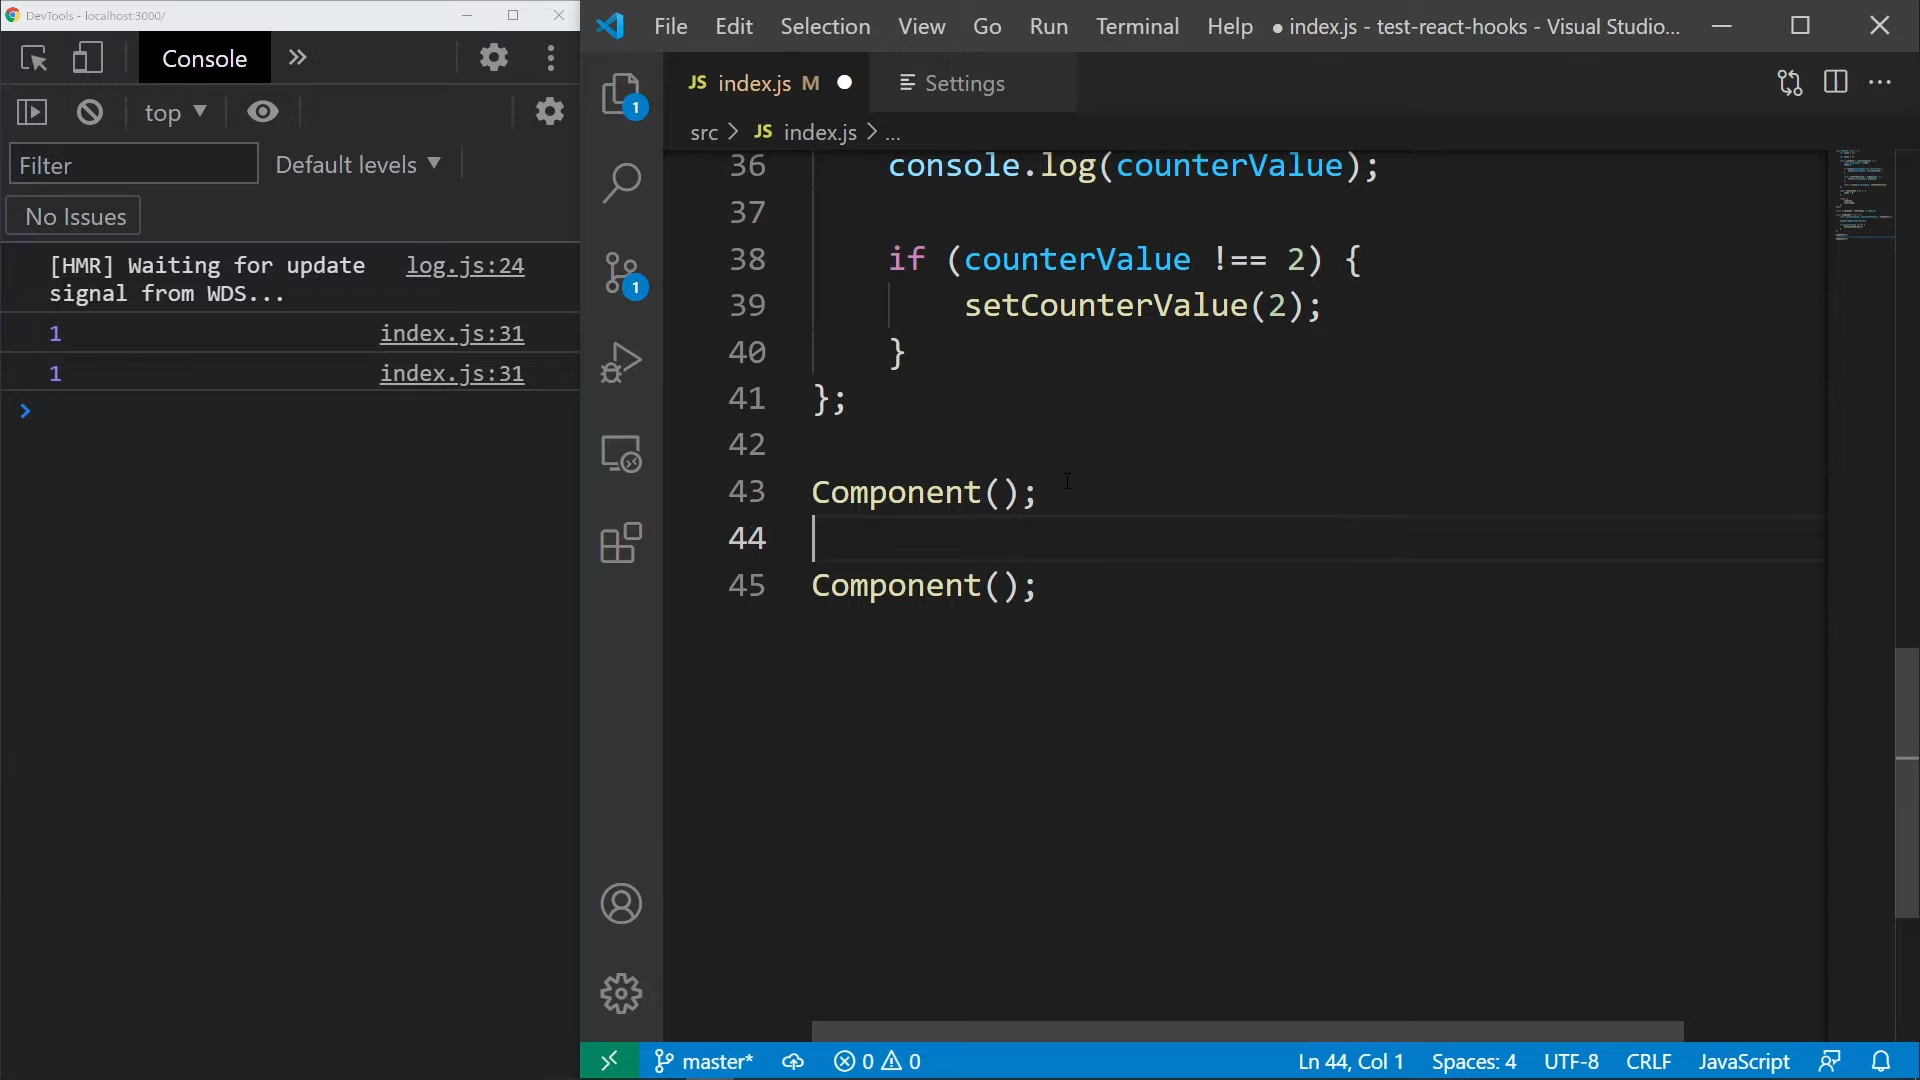 DevTools - localhost:3000/
Console
top
Filter
Default levels
No Issues
[HMR] Waiting for update signal from WDS... log.js:24
1 index.js:31
1 index.js:31
File Edit Selection View Go Run Terminal Help ● index.js - test-react-hooks - Visual Studio...
JS index.js M
Settings
src > JS index.js > ...
1
1
36 console.log(counterValue);
37
38 if (counterValue !== 2) {
39 setCounterValue(2);
40 }
41 };
42
43 Component();
44
45 Component();
master* 0 0 Ln 44, Col 1 Spaces: 4 UTF-8 CRLF JavaScript